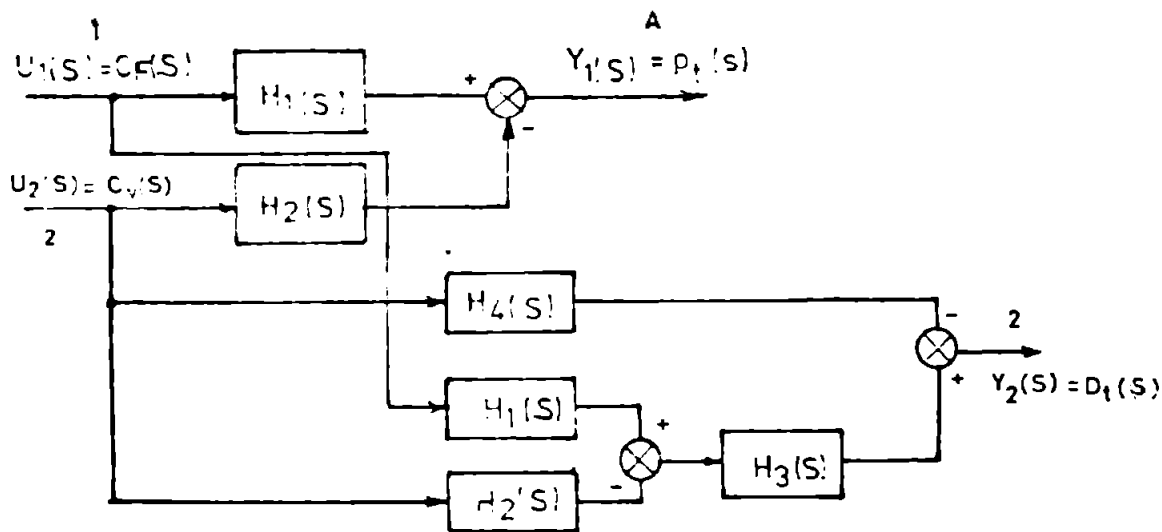 1
A
U1(S) = CF(S)
H1(S)
+
-
Y1(S) = Pt(s)
U2(S) = Cv(S)
2
H2(S)
H4(S)
-
2
+
Y2(S) = Dt(S)
H1(S)
+
-
H3(S)
H2(S)